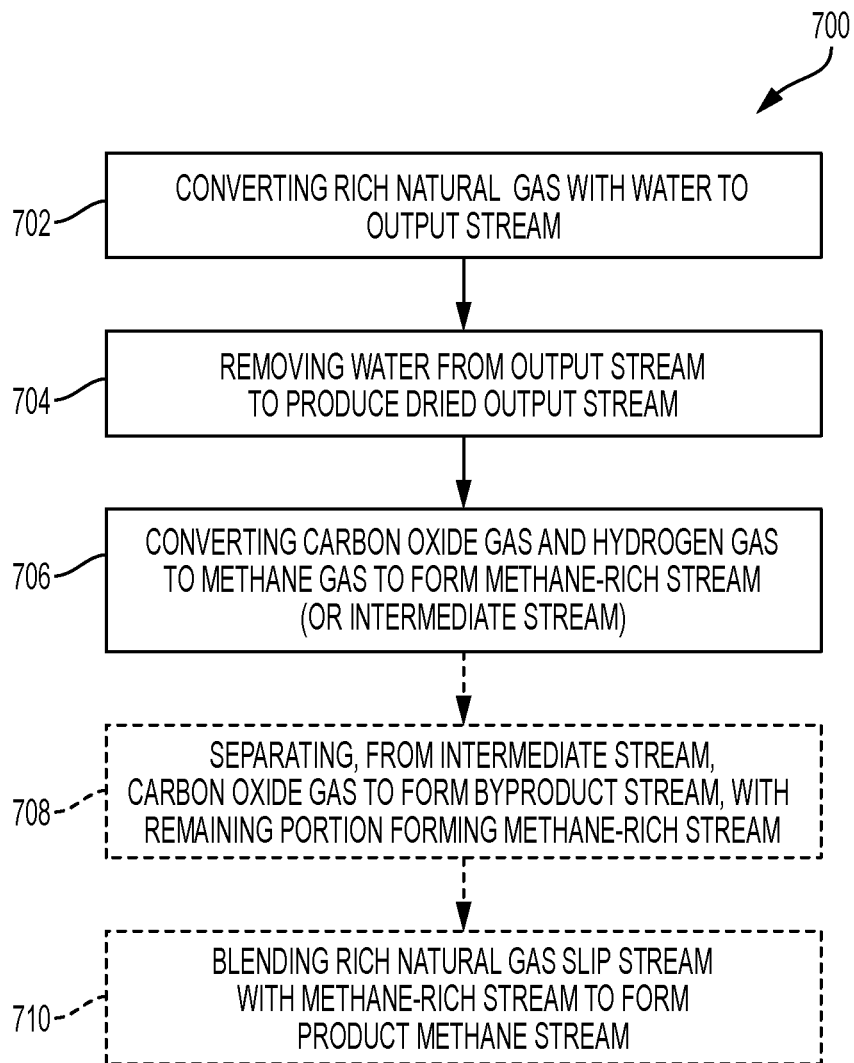 700
702
CONVERTING RICH NATURAL GAS WITH WATER TO
OUTPUT STREAM
704
REMOVING WATER FROM OUTPUT STREAM
TO PRODUCE DRIED OUTPUT STREAM
706
CONVERTING CARBON OXIDE GAS AND HYDROGEN GAS
TO METHANE GAS TO FORM METHANE-RICH STREAM
(OR INTERMEDIATE STREAM)
708
SEPARATING, FROM INTERMEDIATE STREAM,
CARBON OXIDE GAS TO FORM BYPRODUCT STREAM, WITH
REMAINING PORTION FORMING METHANE-RICH STREAM
710
BLENDING RICH NATURAL GAS SLIP STREAM
WITH METHANE-RICH STREAM TO FORM
PRODUCT METHANE STREAM